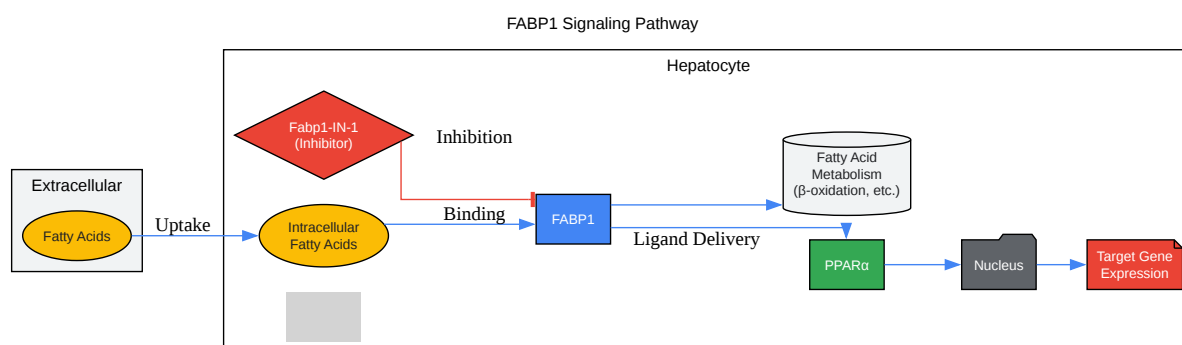 FABP1 Signaling Pathway
Hepatocyte
Fabp1-IN-1
(Inhibitor)
Inhibition
Fatty Acid
Metabolism
(β-oxidation, etc.)
Extracellular
Fatty Acids
Uptake
Intracellular
Fatty Acids
Binding
FABP1
Ligand Delivery
PPARα
Nucleus
Target Gene
Expression